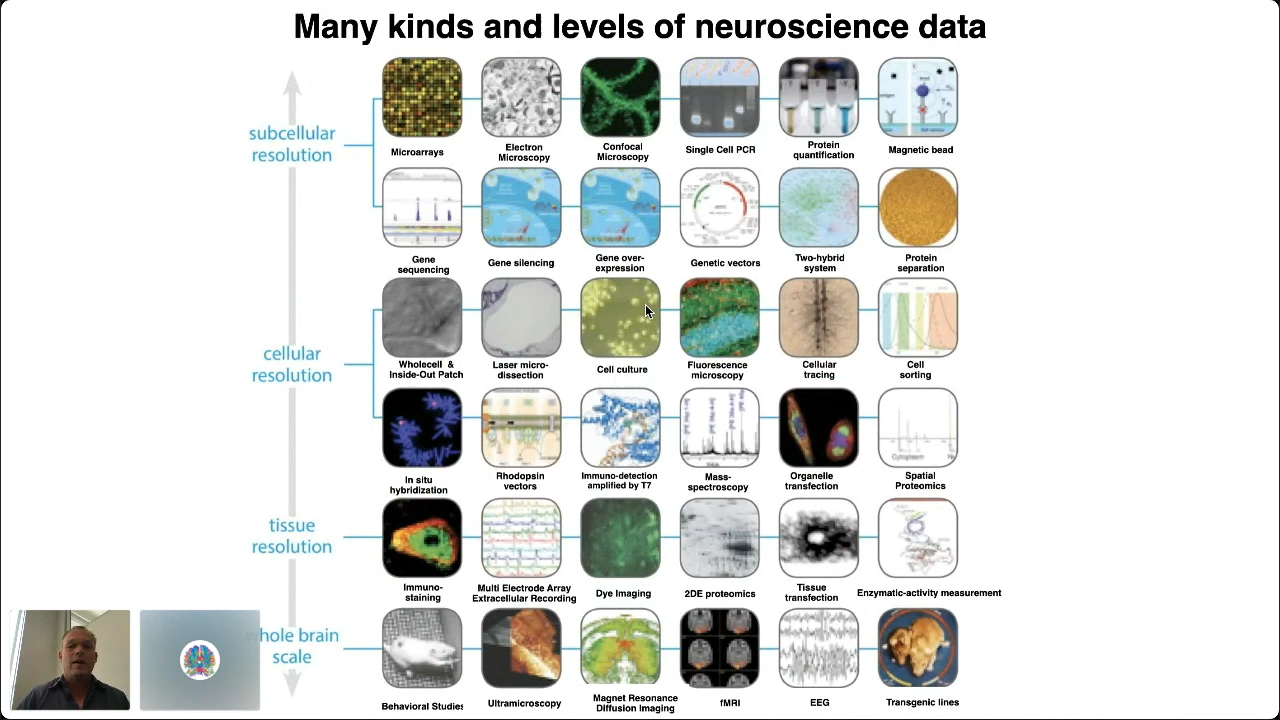 Many kinds and levels of neuroscience data
subcellular
resolution
Microarrays
Electron
Microscopy
Confocal
Microscopy
Single Cell PCR
Protein
quantification
Magnetic bead
Gene
sequencing
Gene silencing
Gene over-
expression
Genetic vectors
Two-hybrid
system
Protein
separation
cellular
resolution
Wholecell &
Inside-Out Patch
Laser micro-
dissection
Cell culture
Fluorescence
microscopy
Cellular
tracing
Cell
sorting
In situ
hybridization
Rhodopsin
vectors
Immuno-detection
amplified by T7
Mass-
spectroscopy
Organelle
transfection
Cytoplasm
Spatial
Proteomics
tissue
resolution
Immuno-
staining
Multi Electrode Array
Extracellular Recording
Dye Imaging
2DE proteomics
Tissue
transfection
Enzymatic-activity measurement
whole brain
scale
Behavioral Studies
Ultramicroscopy
Magnet Resonance
Diffusion Imaging
fMRI
EEG
Transgenic lines